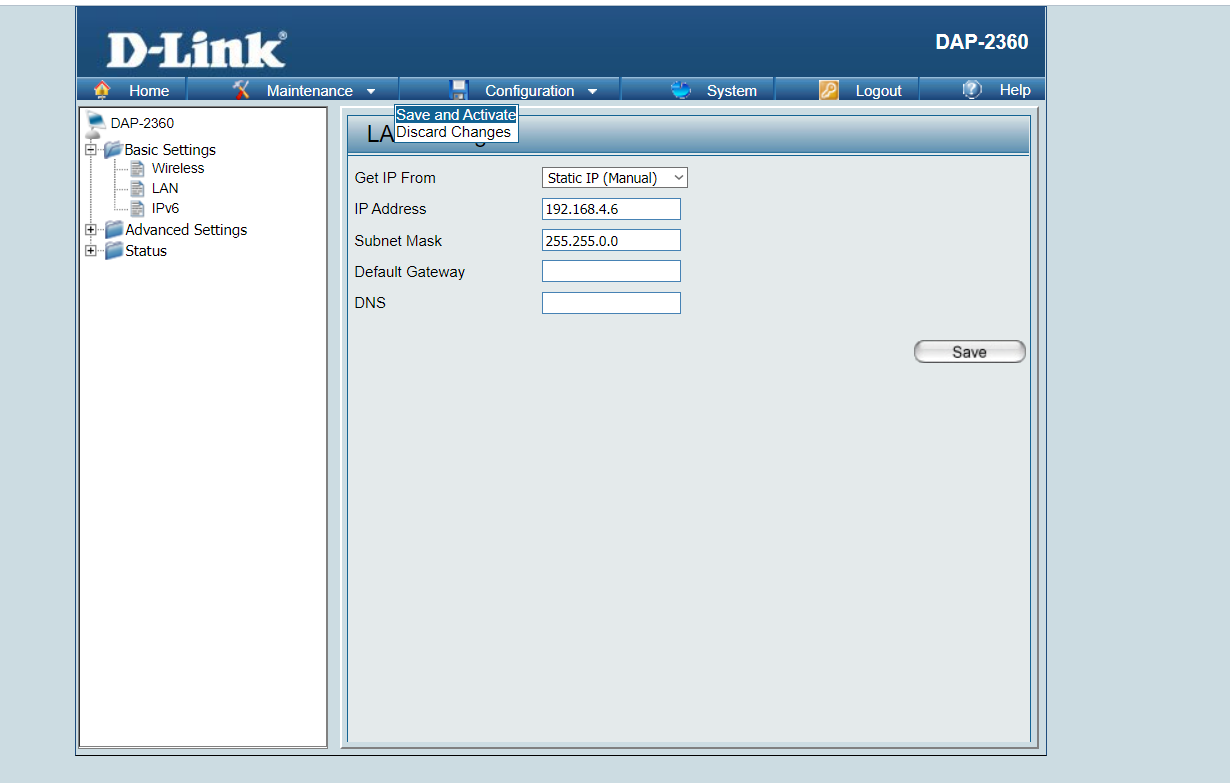 D-Link®
DAP-2360
Home Maintenance Configuration System Logout Help
Save and Activate
Discard Changes
DAP-2360
Basic Settings
Wireless
LAN
IPv6
Advanced Settings
Status
LA
Get IP From Static IP (Manual)
IP Address 192.168.4.6
Subnet Mask 255.255.0.0
Default Gateway
DNS
Save